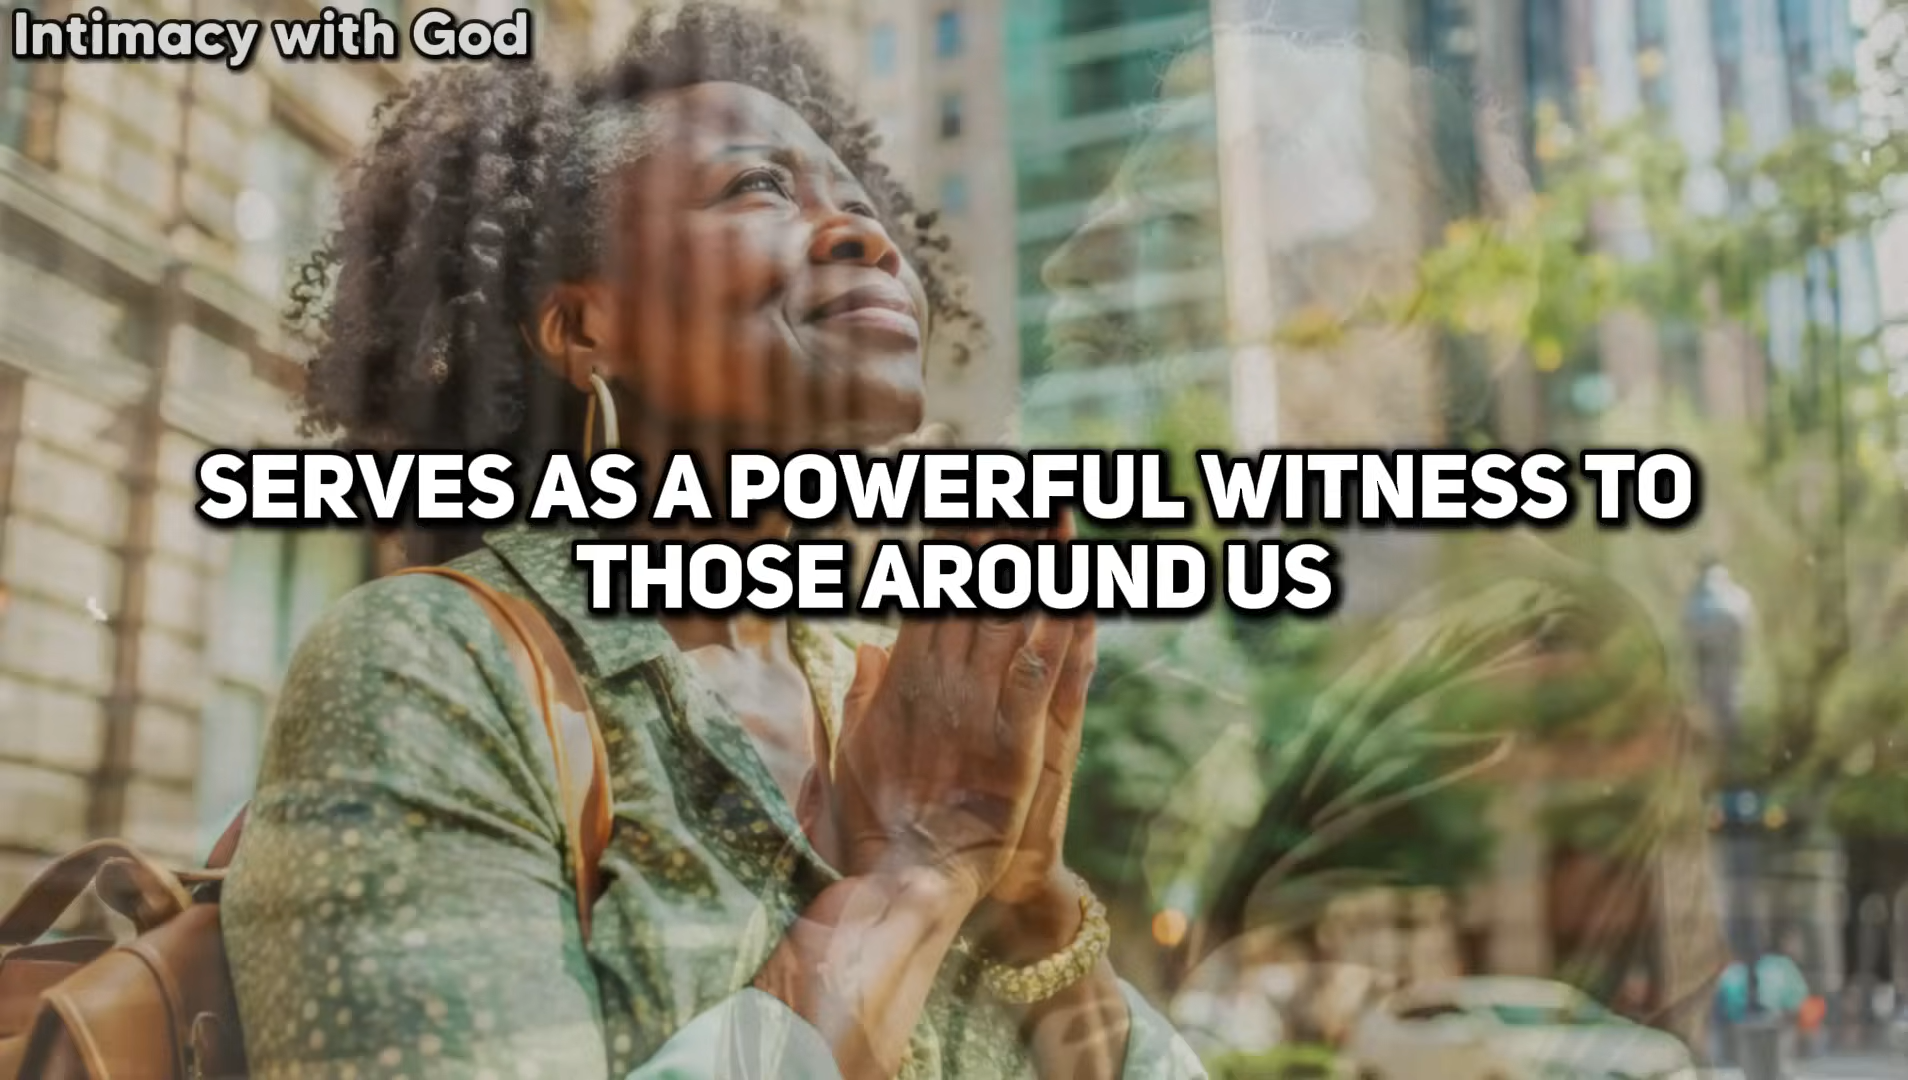 Intimacy with God
SERVES AS A POWERFUL WITNESS TO
THOSE AROUND US